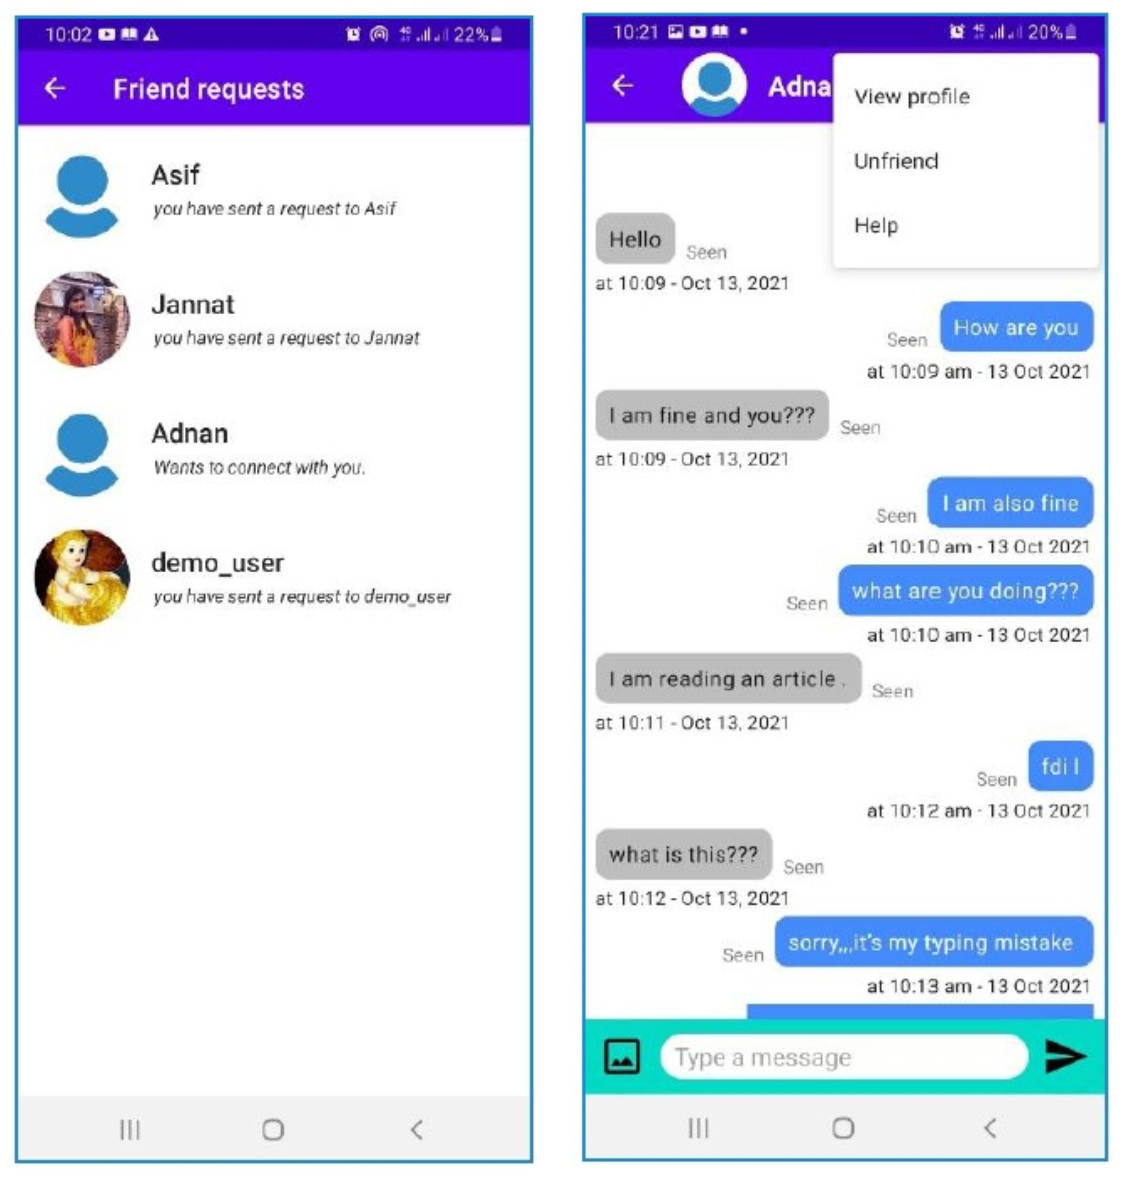 10:02
22%
Friend requests
Asif
you have sent a request to Asif
Jannat
you have sent a request to Jannat
Adnan
Wants to connect with you.
demo_user
you have sent a request to demo_user
10:21
20%
Adna
View profile
Unfriend
Help
Hello
Seen
at 10:09 - Oct 13, 2021
How are you
Seen
at 10:09 am - 13 Oct 2021
I am fine and you???
Seen
at 10:09 - Oct 13, 2021
I am also fine
Seen
at 10:10 am - 13 Oct 2021
what are you doing???
Seen
at 10:10 am - 13 Oct 2021
I am reading an article .
Seen
at 10:11 - Oct 13, 2021
fdi l
Seen
at 10:12 am - 13 Oct 2021
what is this???
Seen
at 10:12 - Oct 13, 2021
sorry,,,it's my typing mistake
Seen
at 10:13 am - 13 Oct 2021
Type a message